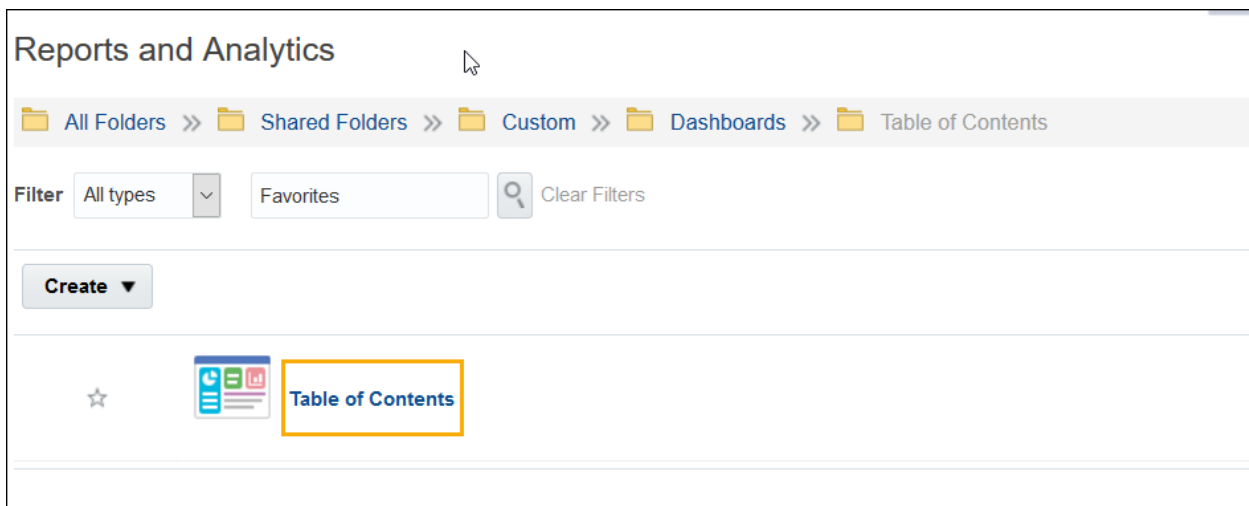 Reports and Analytics
All Folders >> Shared Folders >> Custom >> Dashboards >> Table of Contents
Filter All types Favorites Clear Filters
Create ▼
Table of Contents